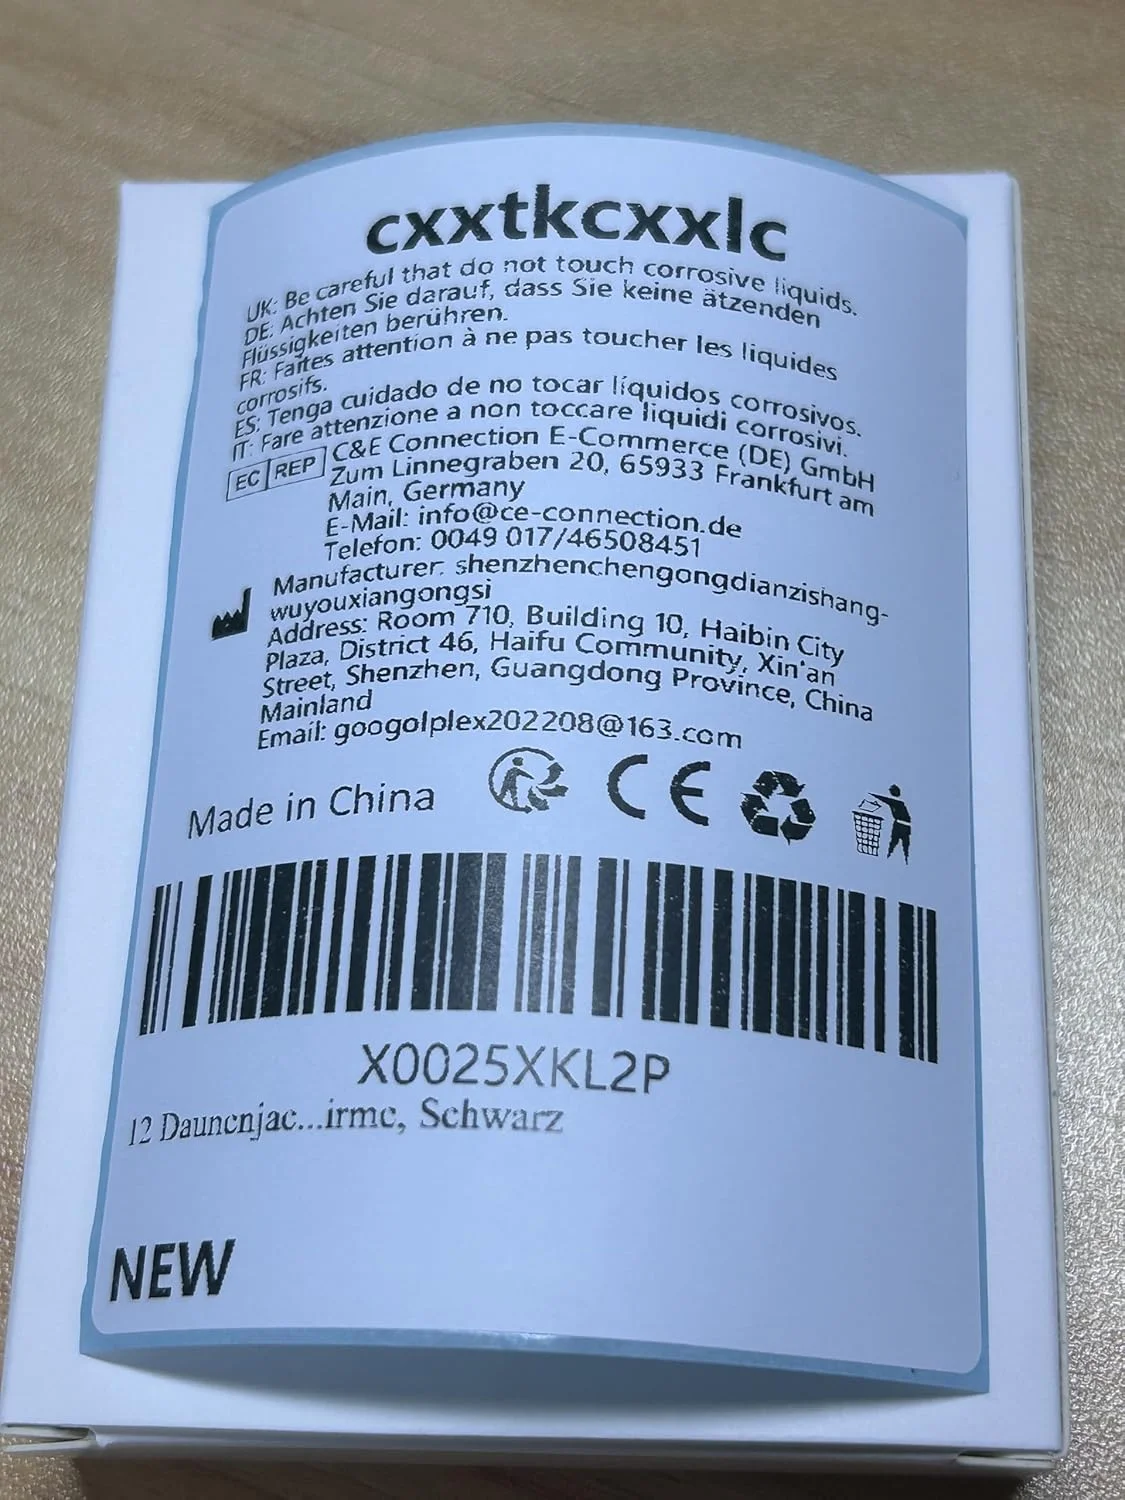 cxxtkcxxlc
UK: Be careful that do not touch corrosive liquids.
DE: Achten Sie darauf, dass Sie keine ätzenden
Flüssigkeiten berühren.
FR: Faites attention à ne pas toucher les liquides
corrosifs.
ES: Tenga cuidado de no tocar líquidos corrosivos.
IT: Fare attenzione a non toccare liquidi corrosivi.
EC REP C&E Connection E-Commerce (DE) GmbH
Zum Linnegraben 20, 65933 Frankfurt am
Main, Germany
E-Mail: info@ce-connection.de
Telefon: 0049 017/46508451
Manufacturer: shenzhenchengongdianzishang-
wuyouxiangongsi
Address: Room 710, Building 10, Haibin City
Plaza, District 46, Haifu Community, Xin'an
Street, Shenzhen, Guangdong Province, China
Mainland
Email: googolplex202208@163.com
Made in China CE
X0025XKL2P
12 Daunenjac...irme, Schwarz
NEW